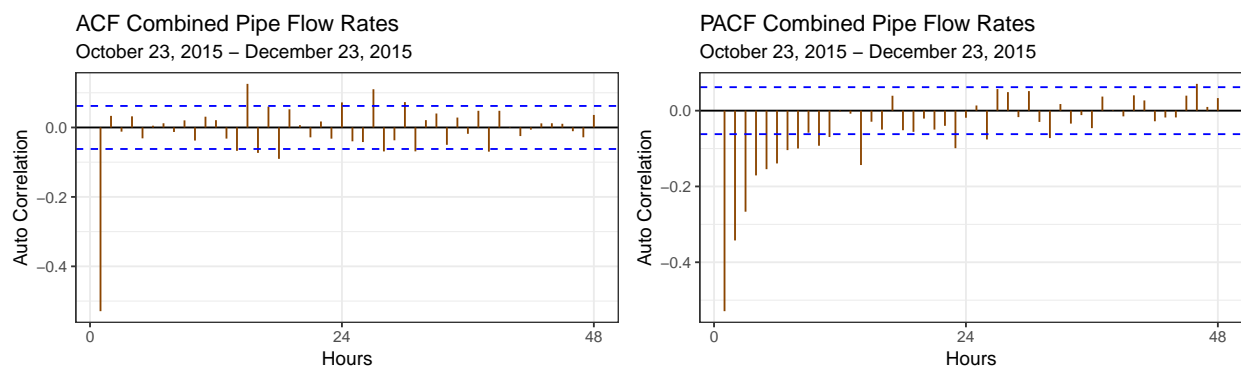 ACF Combined Pipe Flow Rates
October 23, 2015 – December 23, 2015
Auto Correlation
0.0
−0.2
−0.4
0
24
48
Hours
PACF Combined Pipe Flow Rates
October 23, 2015 – December 23, 2015
Auto Correlation
0.0
−0.2
−0.4
0
24
48
Hours